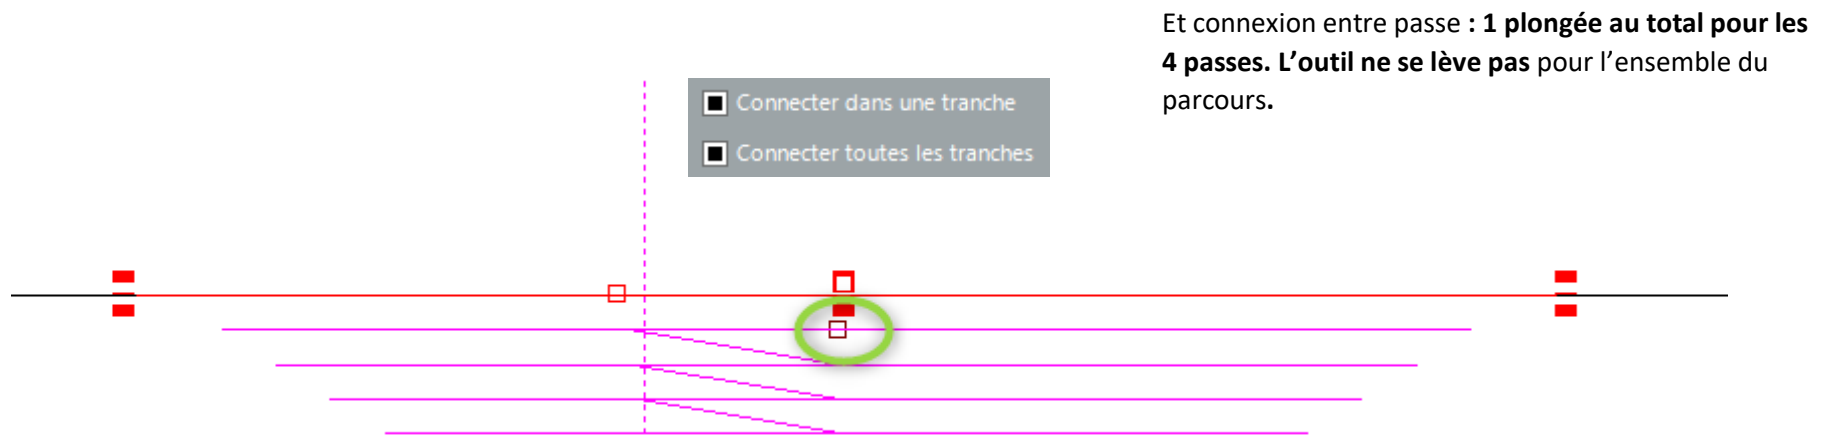 Et connexion entre passe : 1 plongée au total pour les
4 passes. L’outil ne se lève pas pour l’ensemble du
parcours.
Connecter dans une tranche
Connecter toutes les tranches